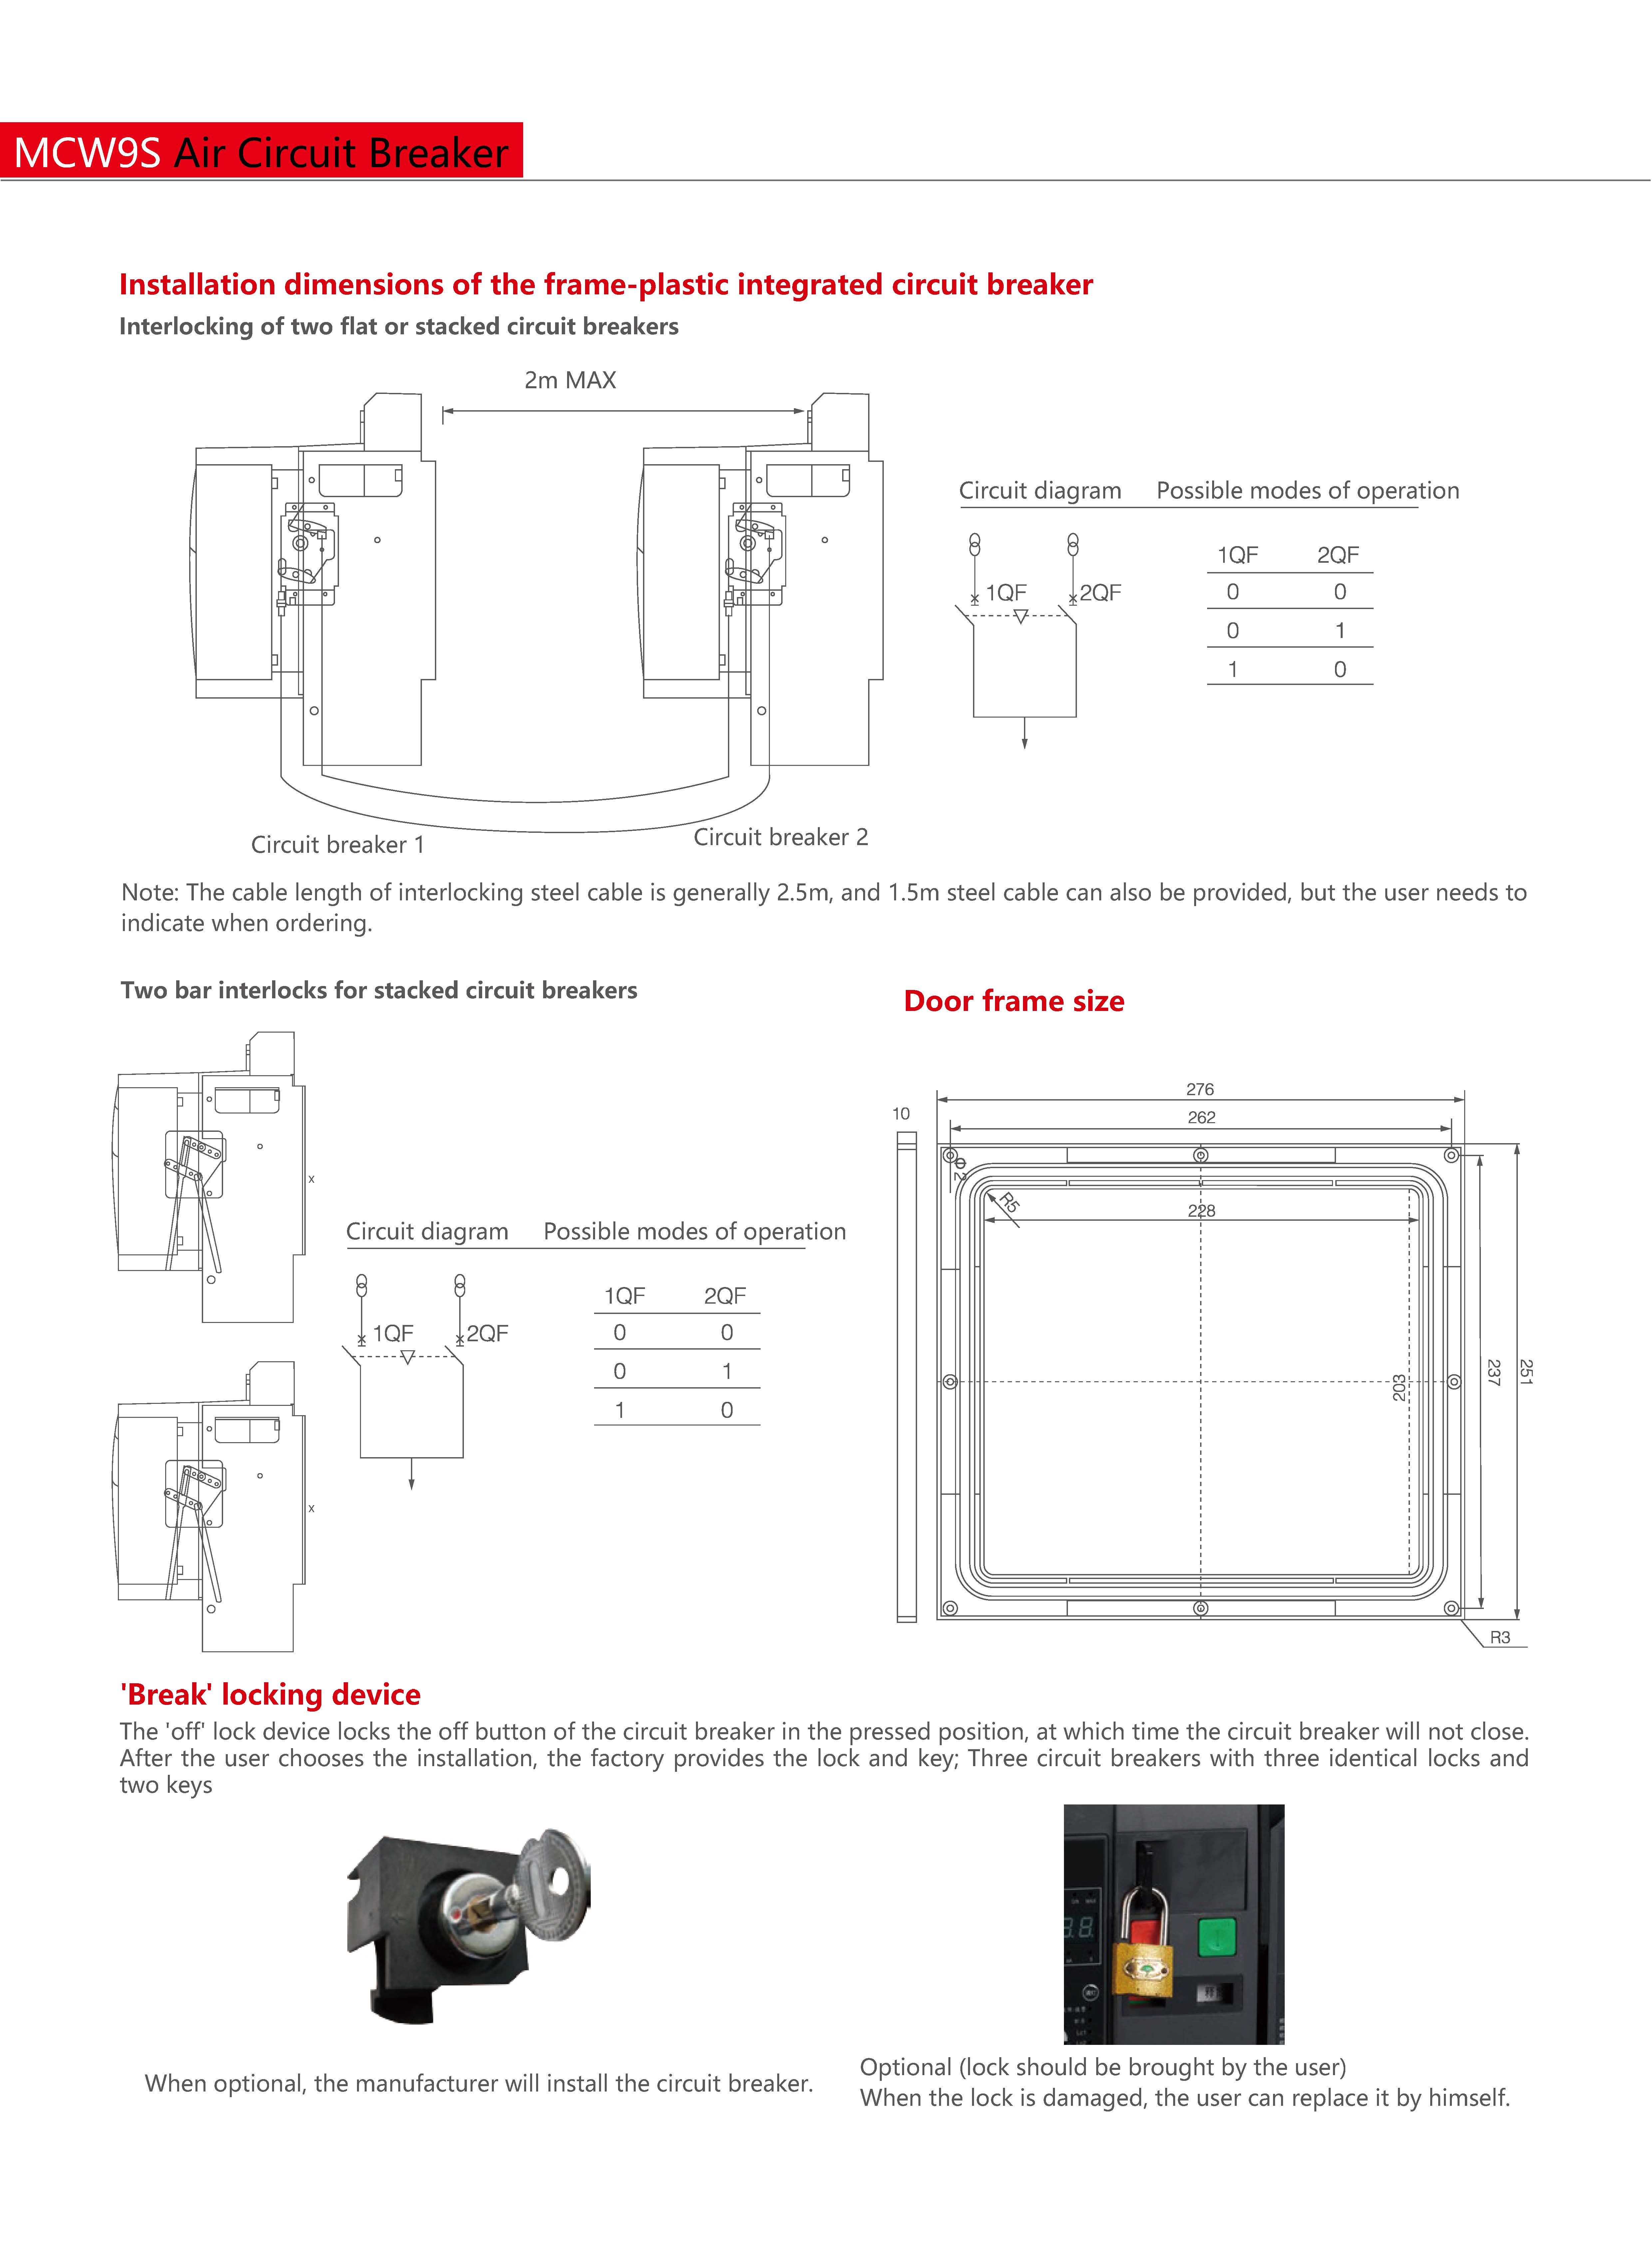 MCW9S Air Circuit Breaker
Installation dimensions of the frame-plastic integrated circuit breaker
Interlocking of two flat or stacked circuit breakers
2m MAX
Circuit diagram Possible modes of operation
1QF 2QF
1QF 2QF
0 0
0 1
1 0
Circuit breaker 1
Circuit breaker 2
Note: The cable length of interlocking steel cable is generally 2.5m, and 1.5m steel cable can also be provided, but the user needs to
indicate when ordering.
Two bar interlocks for stacked circuit breakers
x
x
Circuit diagram Possible modes of operation
1QF 2QF
1QF 2QF
0 0
0 1
1 0
Door frame size
276
10
262
R5
228
203
237
251
R3
'Break' locking device
The 'off' lock device locks the off button of the circuit breaker in the pressed position, at which time the circuit breaker will not close.
After the user chooses the installation, the factory provides the lock and key; Three circuit breakers with three identical locks and
two keys
When optional, the manufacturer will install the circuit breaker.
Optional (lock should be brought by the user)
When the lock is damaged, the user can replace it by himself.